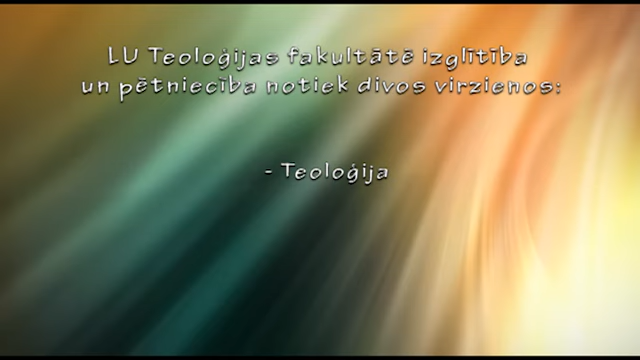 LU Teoloģijas fakultātē izglītība
un pētniecība notiek divos virzienos:
- Teoloģija